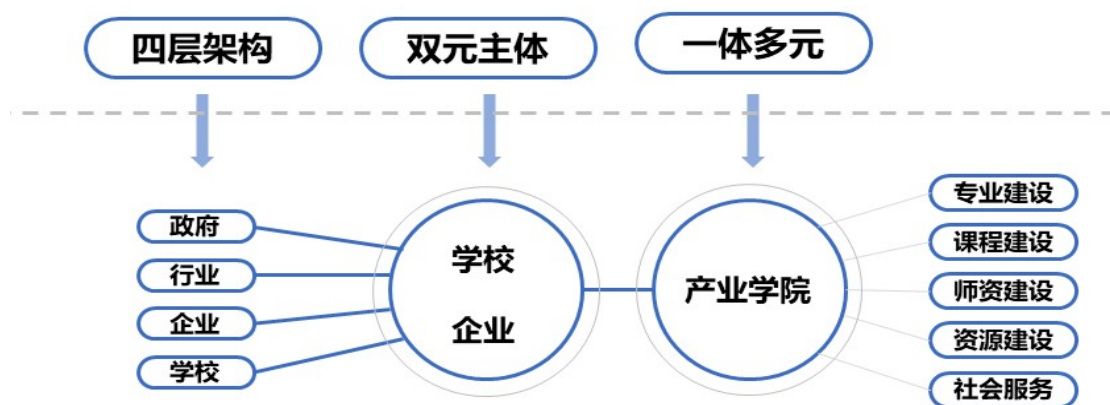 四层架构
双元主体
一体多元
政府
行业
企业
学校
学校
企业
产业学院
专业建设
课程建设
师资建设
资源建设
社会服务